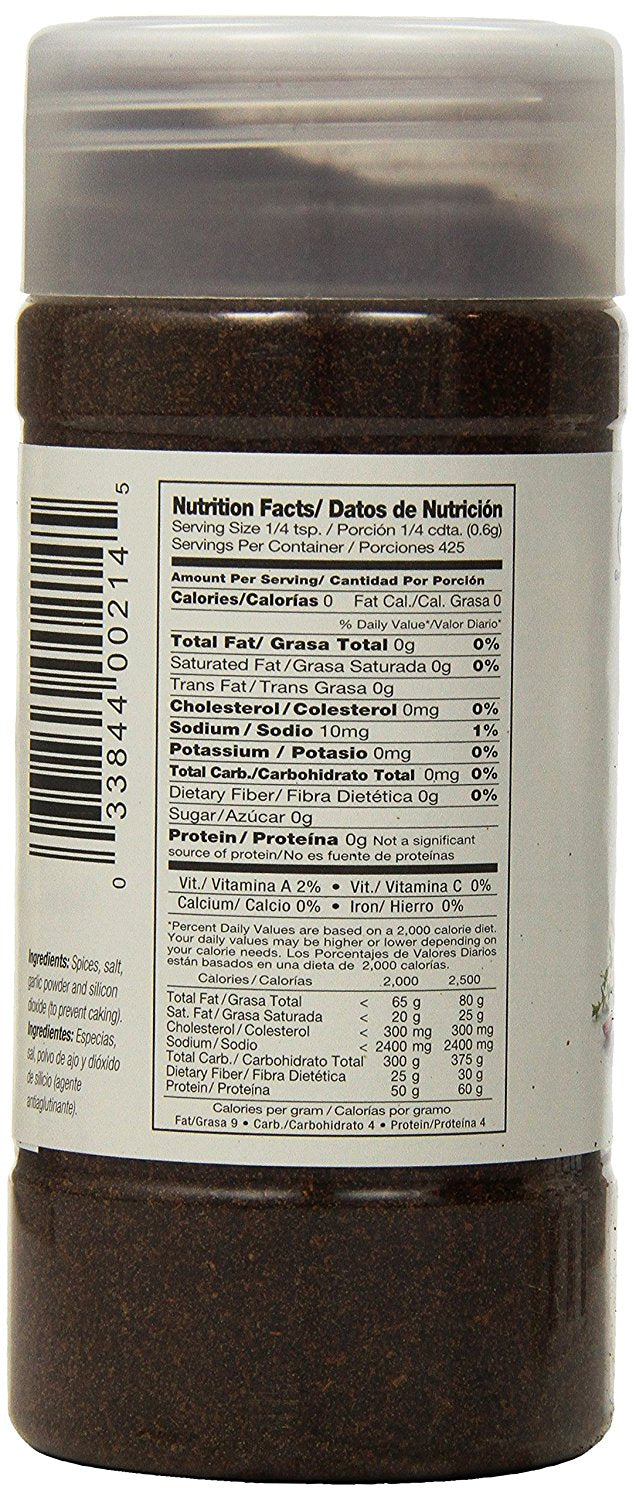 Nutrition Facts/ Datos de Nutrición
Serving Size 1/4 tsp. / Porción 1/4 cdta. (0.6g)
Servings Per Container / Porciones 425
Amount Per Serving/ Cantidad Por Porción
Calories/Calorías 0 Fat Cal./Cal. Grasa 0
% Daily Value*/Valor Diario*
Total Fat/ Grasa Total 0g 0%
Saturated Fat/Grasa Saturada 0g 0%
Trans Fat/Trans Grasa 0g
Cholesterol/Colesterol 0mg 0%
Sodium/Sodio 10mg 1%
Potassium / Potasio 0mg 0%
Total Carb./Carbohidrato Total 0mg 0%
Dietary Fiber/ Fibra Dietética 0g 0%
Sugar/Azúcar 0g
Protein/Proteína 0g Not a significant
source of protein/No es fuente de proteínas
Vit./ Vitamina A 2% • Vit./ Vitamina C 0%
Calcium/ Calcio 0% • Iron/ Hierro 0%
*Percent Daily Values are based on a 2,000 calorie diet.
Your daily values may be higher or lower depending on
your calorie needs. Los Porcentajes de Valores Diarios
están basados en una dieta de 2,000 calorías.
Calories/Calorías 2,000 2,500
Total Fat/Grasa Total < 65 g 80 g
Sat. Fat/Grasa Saturada < 20 g 25 g
Cholesterol/Colesterol < 300 mg 300 mg
Sodium/Sodio < 2400 mg 2400 mg
Total Carb./Carbohidrato Total 300 g 375 g
Dietary Fiber/Fibra Dietética 25 g 30 g
Protein/Proteína 50 g 60 g
Calories per gram / Calorías por gramo
Fat/Grasa 9 • Carb./Carbohidrato 4 • Protein/Proteína 4
0 33844 00214 5
Ingredients: Spices, salt,
garlic powder and silicon
dioxide (to prevent caking).
Ingredientes: Especias,
sal, polvo de ajo y dióxido
de silicio (agente
antiaglutinante).